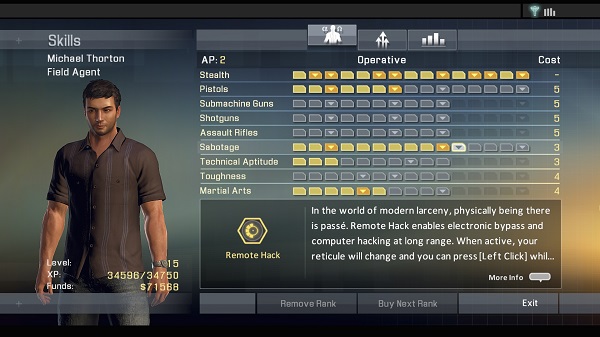 Skills
Michael Thorton
Field Agent
AP: 2 Operative Cost
Stealth –
Pistols 5
Submachine Guns 5
Shotguns 5
Assault Rifles 5
Sabotage 3
Technical Aptitude 3
Toughness 4
Martial Arts 4
Level: 15
XP: 34596/34750
Funds: $71568
Remote Hack
In the world of modern larceny, physically being there
is passé. Remote Hack enables electronic bypass and
computer hacking at long range. When active, your
reticule will change and you can press [Left Click] whil...
More Info
Remove Rank Buy Next Rank Exit